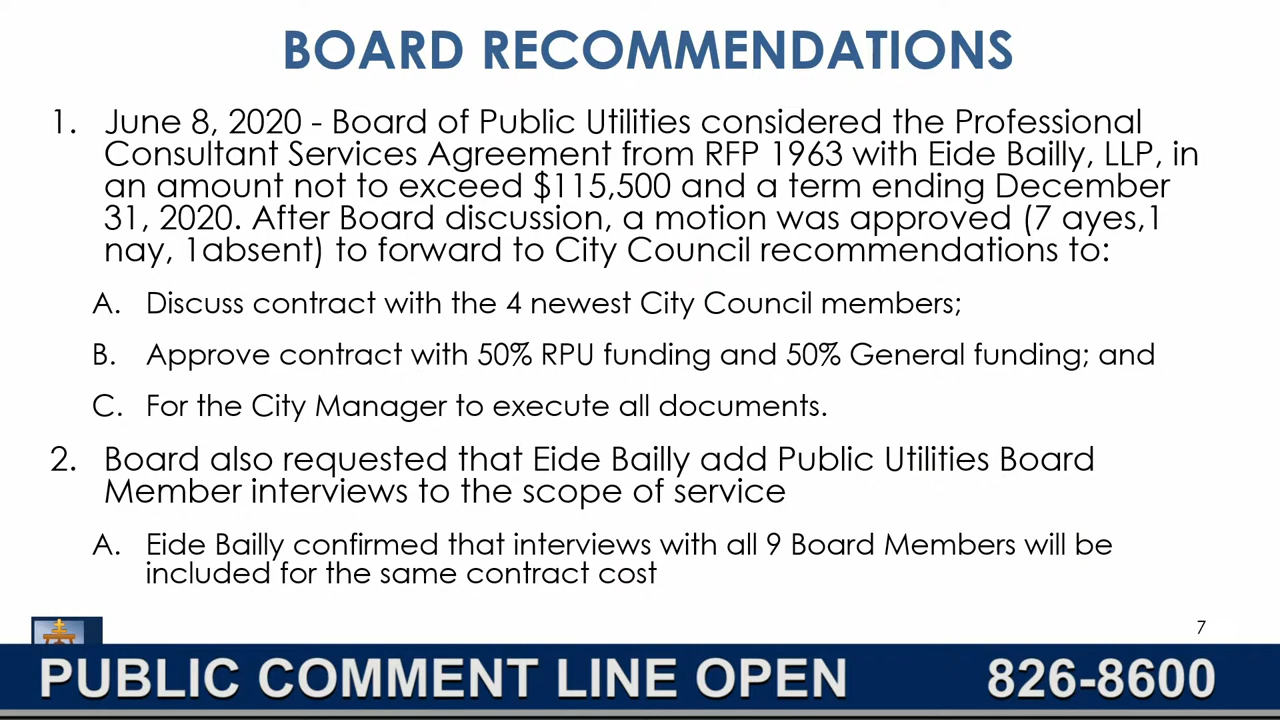 BOARD RECOMMENDATIONS
1. June 8, 2020 - Board of Public Utilities considered the Professional
Consultant Services Agreement from RFP 1963 with Eide Bailly, LLP, in
an amount not to exceed $115,500 and a term ending December
31, 2020. After Board discussion, a motion was approved (7 ayes,1
nay, 1absent) to forward to City Council recommendations to:
A. Discuss contract with the 4 newest City Council members;
B. Approve contract with 50% RPU funding and 50% General funding; and
C. For the City Manager to execute all documents.
2. Board also requested that Eide Bailly add Public Utilities Board
Member interviews to the scope of service
A. Eide Bailly confirmed that interviews with all 9 Board Members will be
included for the same contract cost
7
PUBLIC COMMENT LINE OPEN 826-8600